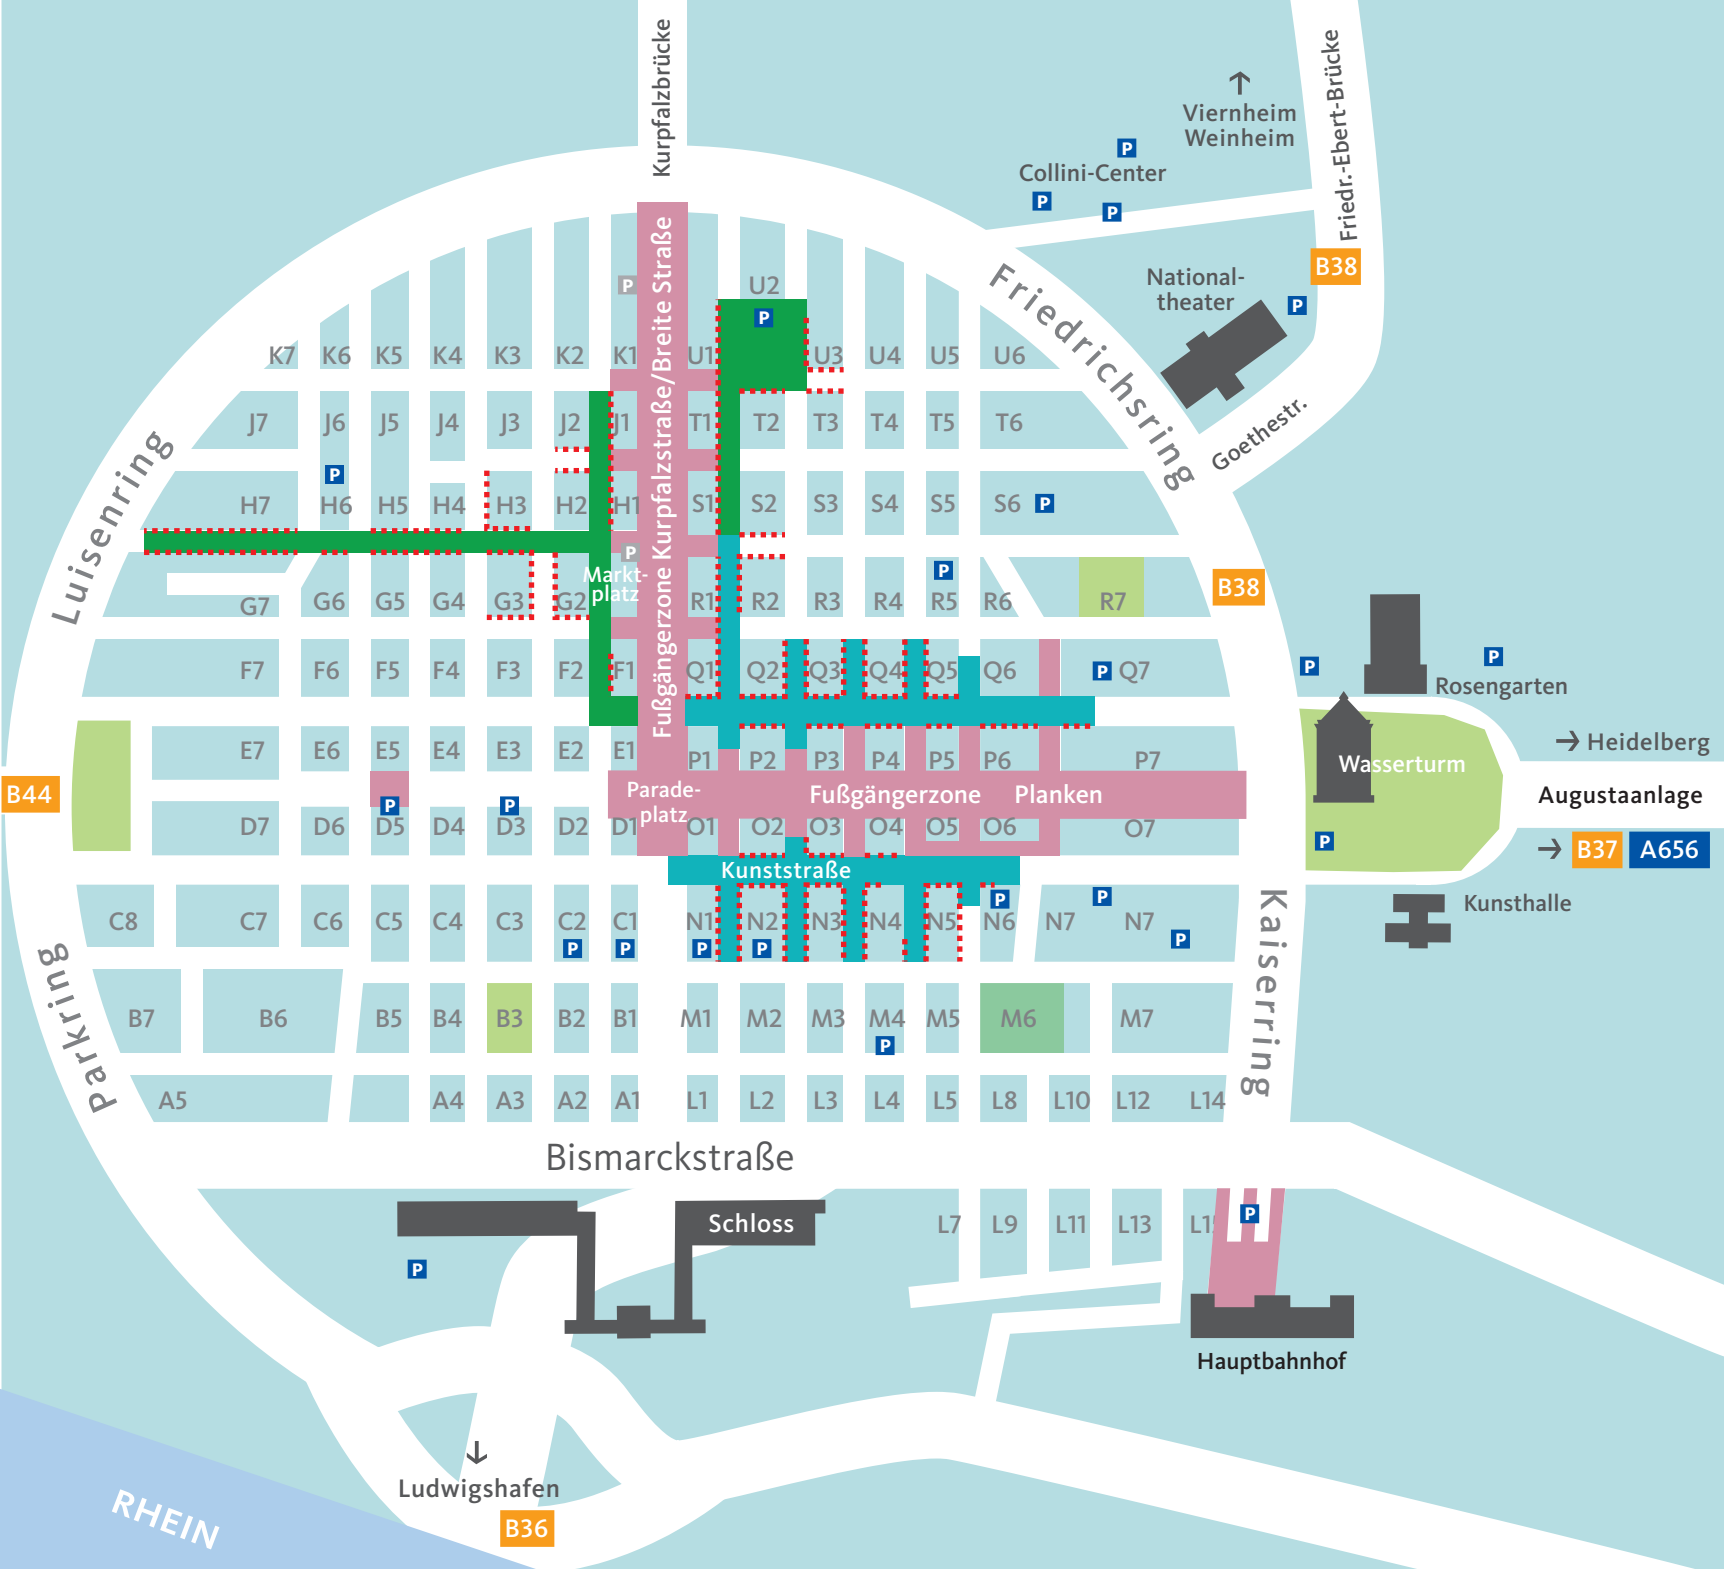 Kurpfalzbrücke
Friedr.-Ebert-Brücke
Viernheim
Weinheim
P
Collini-Center
P
P
B38
National-
theater
P
Friedrichsring
Goethestr.
Luisenring
Fußgängerzone Kurpfalzstraße/Breite Straße
P
U2
P
K7 K6 K5 K4 K3 K2 K1 U1 U3 U4 U5 U6
J7 J6 J5 J4 J3 J2 J1 T1 T2 T3 T4 T5 T6
P
H7 H6 H5 H4 H3 H2 H1 S1 S2 S3 S4 S5 S6 P
P
P
Markt-
platz
B38
G7 G6 G5 G4 G3 G2 R1 R2 R3 R4 R5 R6 R7
F7 F6 F5 F4 F3 F2 F1 Q1 Q2 Q3 Q4 Q5 Q6 P Q7
P
P
Rosengarten
E7 E6 E5 E4 E3 E2 E1 P1 P2 P3 P4 P5 P6 P7
Wasserturm
Heidelberg
B44
Parade-
platz
Fußgängerzone Planken
Augustaanlage
P
P
D7 D6 D5 D4 D3 D2 D1 O1 O2 O3 O4 O5 O6 O7
P
B37 A656
Kunststraße
P
P
Kunsthalle
C8 C7 C6 C5 C4 C3 C2 C1 N1 N2 N3 N4 N5 N6 N7 N7
P
P
P
P
P
Kaiserring
Parkring
B7 B6 B5 B4 B3 B2 B1 M1 M2 M3 M4 M5 M6 M7
P
A5 A4 A3 A2 A1 L1 L2 L3 L4 L5 L8 L10 L12 L14
Bismarckstraße
Schloss
L7 L9 L11 L13 L15
P
P
Hauptbahnhof
Ludwigshafen
B36
RHEIN